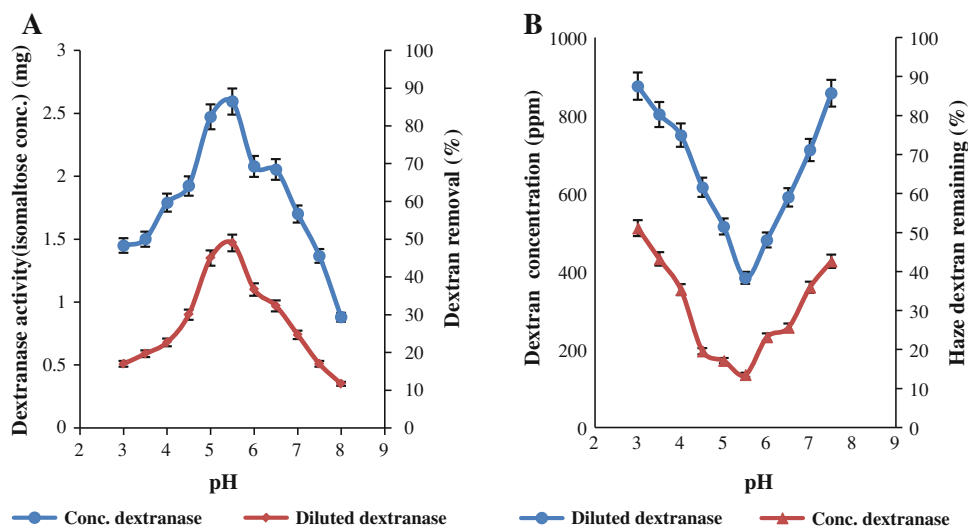 A
Dextranase activity(isomaltose conc.) (mg)
3
2.5
2
1.5
1
0.5
0
2 3 4 5 6 7 8 9
pH
100
90
80
70
60
50
40
30
20
10
0
Dextran removal (%)
Conc. dextranase
Diluted dextranase
B
Dextran concentration (ppm)
1000
800
600
400
200
000
2 3 4 5 6 7 8 9
pH
100
90
80
70
60
50
40
30
20
10
0
Haze dextran remaining (%)
Diluted dextranase
Conc. dextranase